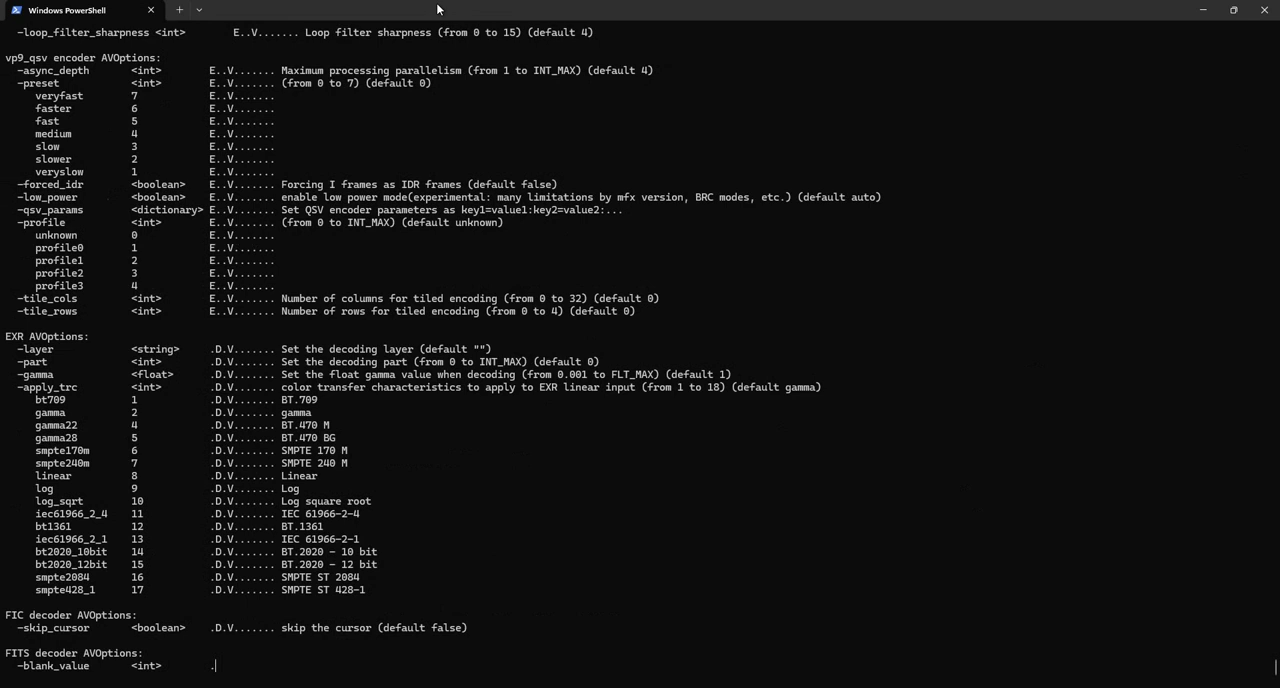 Windows PowerShell
-loop_filter_sharpness <int> E..V....... Loop filter sharpness (from 0 to 15) (default 4)
vp9_qsv encoder AVOptions:
-async_depth <int> E..V....... Maximum processing parallelism (from 1 to INT_MAX) (default 4)
-preset <int> E..V....... (from 0 to 7) (default 0)
veryfast 7 E..V.......
faster 6 E..V.......
fast 5 E..V.......
medium 4 E..V.......
slow 3 E..V.......
slower 2 E..V.......
veryslow 1 E..V.......
-forced_idr <boolean> E..V....... Forcing I frames as IDR frames (default false)
-low_power <boolean> E..V....... enable low power mode(experimental: many limitations by mfx version, BRC modes, etc.) (default auto)
-qsv_params <dictionary> E..V....... Set QSV encoder parameters as key1=value1:key2=value2:...
-profile <int> E..V....... (from 0 to INT_MAX) (default unknown)
unknown 0 E..V.......
profile0 1 E..V.......
profile1 2 E..V.......
profile2 3 E..V.......
profile3 4 E..V.......
-tile_cols <int> E..V....... Number of columns for tiled encoding (from 0 to 32) (default 0)
-tile_rows <int> E..V....... Number of rows for tiled encoding (from 0 to 4) (default 0)
EXR AVOptions:
-layer <string> .D.V....... Set the decoding layer (default "")
-part <int> .D.V....... Set the decoding part (from 0 to INT_MAX) (default 0)
-gamma <float> .D.V....... Set the float gamma value when decoding (from 0.001 to FLT_MAX) (default 1)
-apply_trc <int> .D.V....... color transfer characteristics to apply to EXR linear input (from 1 to 18) (default gamma)
bt709 1 .D.V....... BT.709
gamma 2 .D.V....... gamma
gamma22 4 .D.V....... BT.470 M
gamma28 5 .D.V....... BT.470 BG
smpte170m 6 .D.V....... SMPTE 170 M
smpte240m 7 .D.V....... SMPTE 240 M
linear 8 .D.V....... Linear
log 9 .D.V....... Log
log_sqrt 10 .D.V....... Log square root
iec61966_2_4 11 .D.V....... IEC 61966-2-4
bt1361 12 .D.V....... BT.1361
iec61966_2_1 13 .D.V....... IEC 61966-2-1
bt2020_10bit 14 .D.V....... BT.2020 - 10 bit
bt2020_12bit 15 .D.V....... BT.2020 - 12 bit
smpte2084 16 .D.V....... SMPTE ST 2084
smpte428_1 17 .D.V....... SMPTE ST 428-1
FIC decoder AVOptions:
-skip_cursor <boolean> .D.V....... skip the cursor (default false)
FITS decoder AVOptions:
-blank_value <int> .